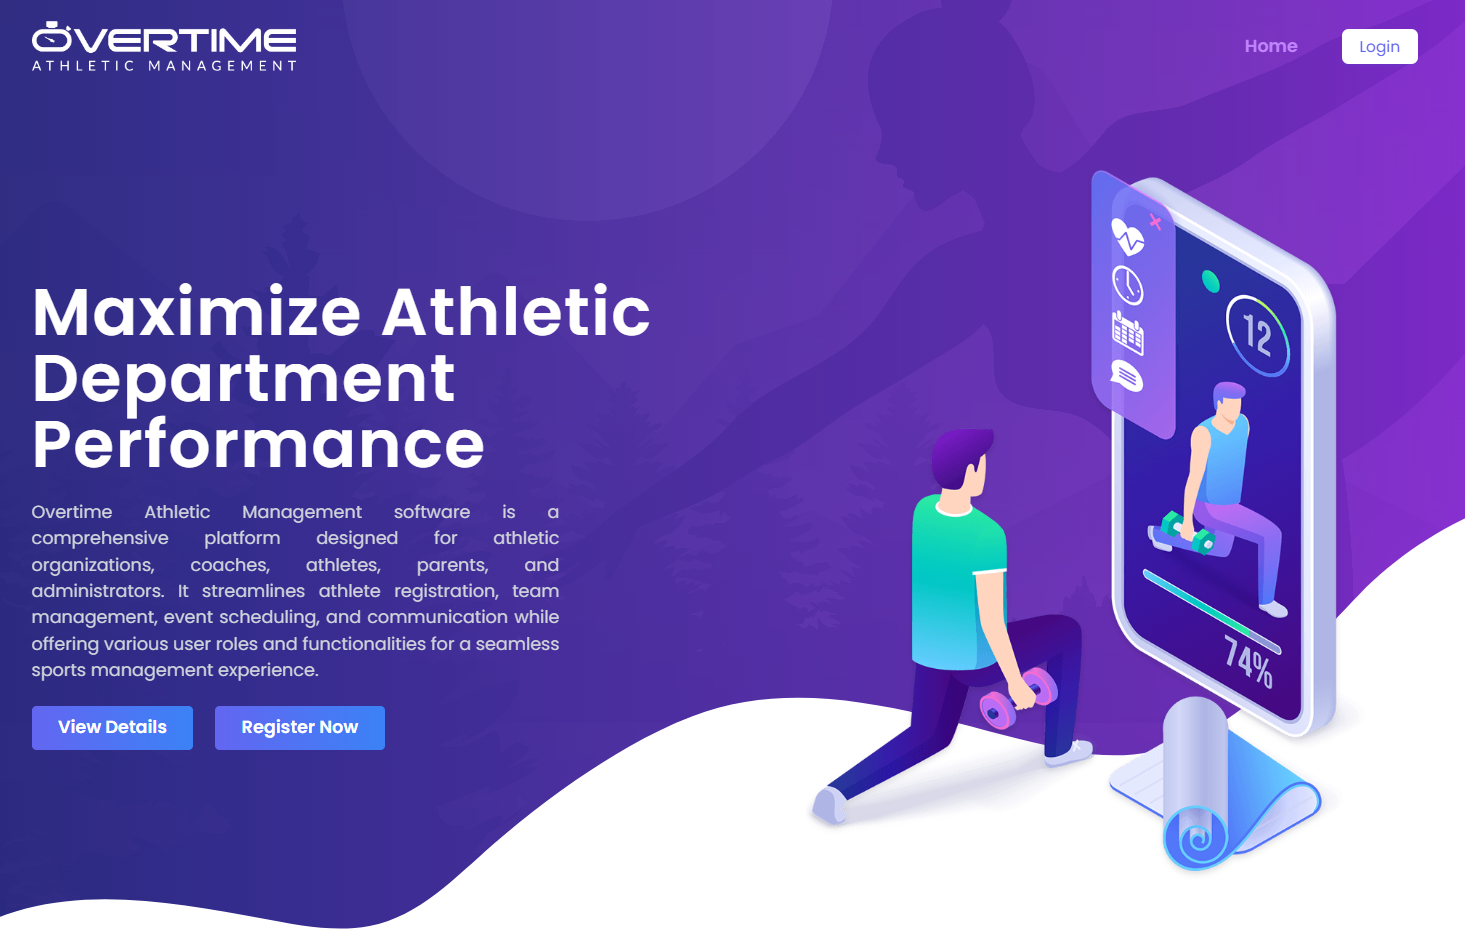 OVERTIME
ATHLETIC MANAGEMENT
Home
Login
Maximize Athletic
Department
Performance
Overtime Athletic Management software is a
comprehensive platform designed for athletic
organizations, coaches, athletes, parents, and
administrators. It streamlines athlete registration, team
management, event scheduling, and communication while
offering various user roles and functionalities for a seamless
sports management experience.
View Details
Register Now
12
74%